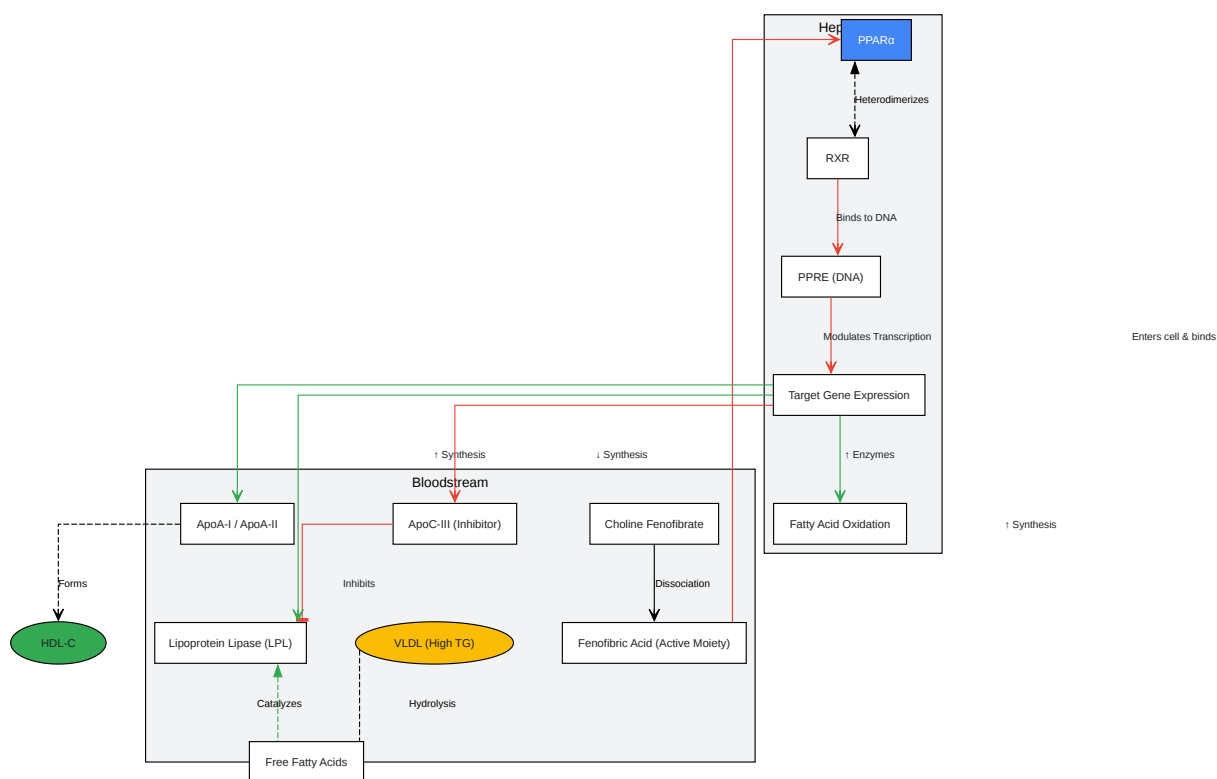 Hep
PPARα
Heterodimerizes
RXR
Binds to DNA
PPRE (DNA)
Modulates Transcription
Enters cell & binds
Target Gene Expression
↑ Synthesis
↓ Synthesis
↑ Enzymes
Bloodstream
ApoA-I / ApoA-II
ApoC-III (Inhibitor)
Choline Fenofibrate
Fatty Acid Oxidation
↑ Synthesis
Forms
Inhibits
Dissociation
HDL-C
Lipoprotein Lipase (LPL)
VLDL (High TG)
Fenofibric Acid (Active Moiety)
Catalyzes
Hydrolysis
Free Fatty Acids